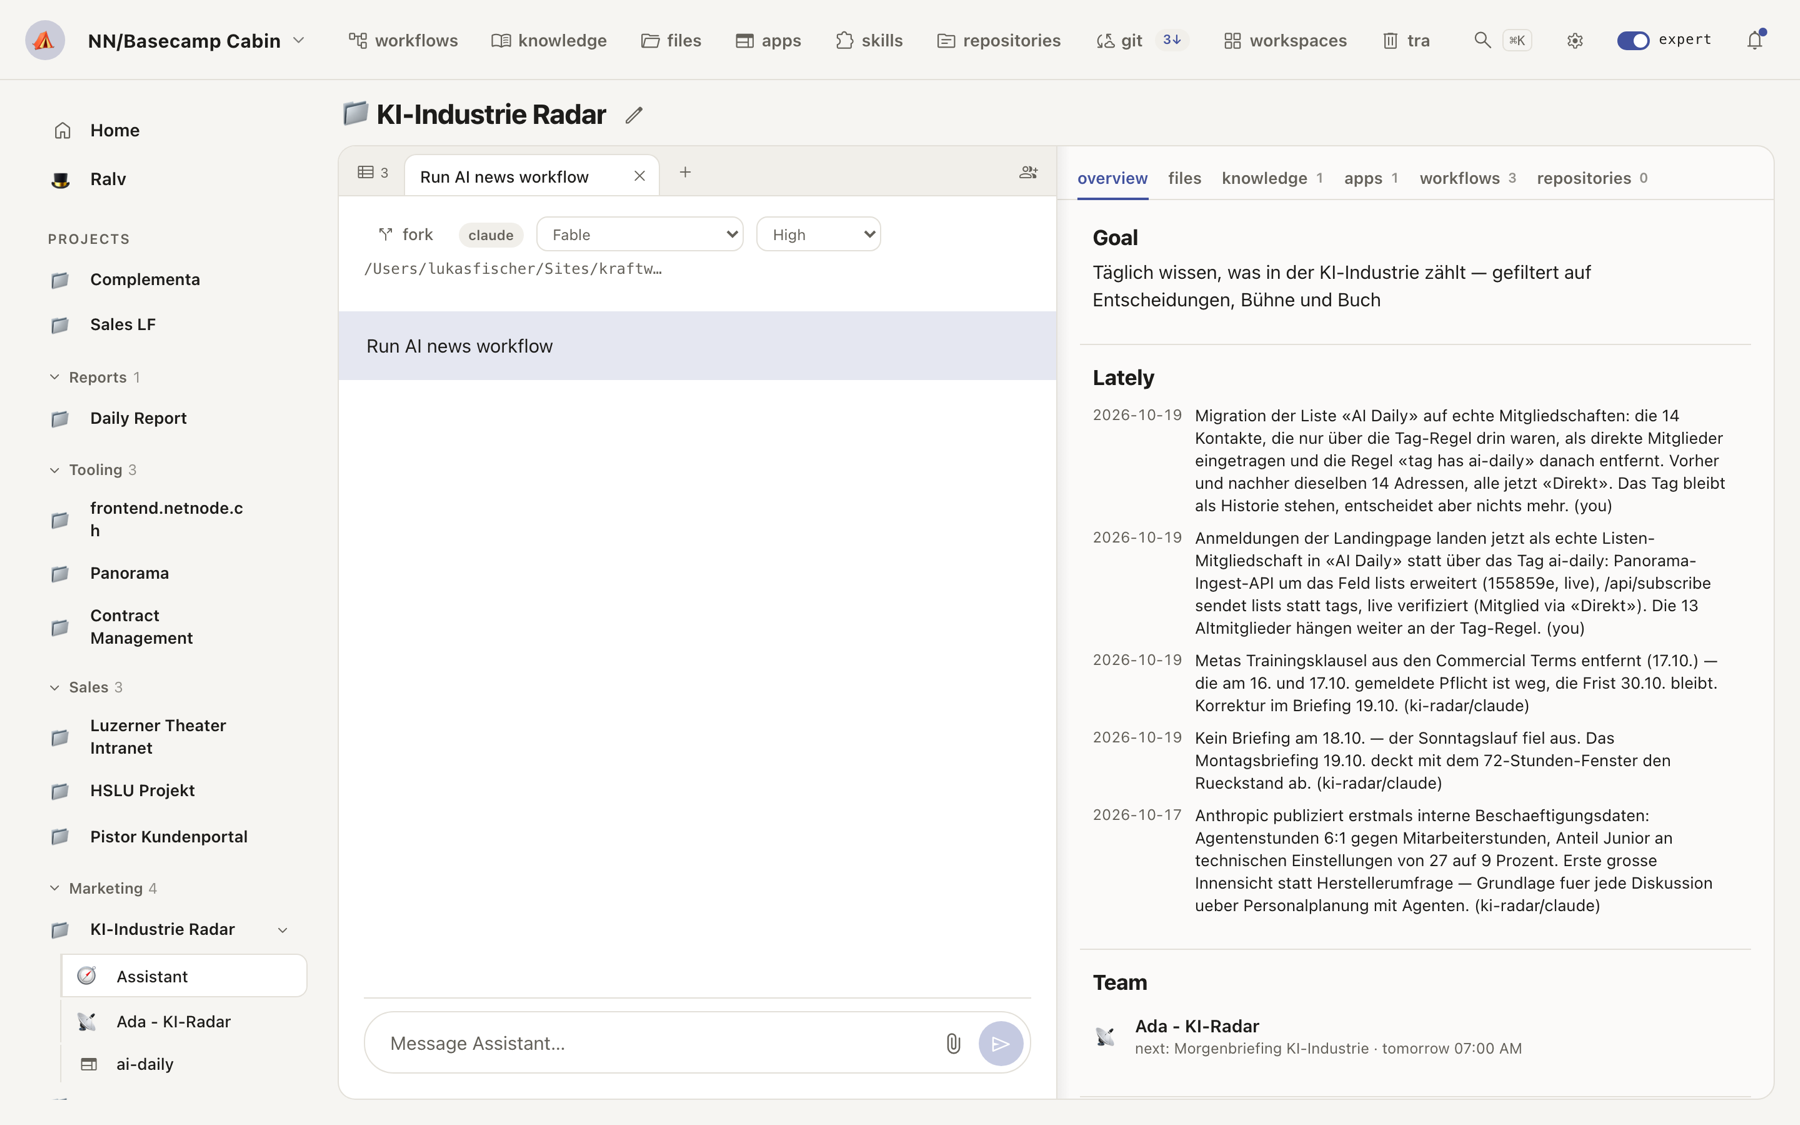 NN/Basecamp Cabin
workflows
knowledge
files
apps
skills
repositories
git 3↓
workspaces
tra
⌘K
expert
Home
Ralv
PROJECTS
Complementa
Sales LF
Reports 1
Daily Report
Tooling 3
frontend.netnode.c
h
Panorama
Contract
Management
Sales 3
Luzerner Theater
Intranet
HSLU Projekt
Pistor Kundenportal
Marketing 4
KI-Industrie Radar
Assistant
Ada - KI-Radar
ai-daily
KI-Industrie Radar
3
Run AI news workflow
fork
claude
Fable
High
/Users/lukasfischer/Sites/kraftw…
Run AI news workflow
Message Assistant...
overview
files
knowledge 1
apps 1
workflows 3
repositories 0
Goal
Täglich wissen, was in der KI-Industrie zählt — gefiltert auf
Entscheidungen, Bühne und Buch
Lately
2026-10-19 Migration der Liste «AI Daily» auf echte Mitgliedschaften: die 14
Kontakte, die nur über die Tag-Regel drin waren, als direkte Mitglieder
eingetragen und die Regel «tag has ai-daily» danach entfernt. Vorher
und nachher dieselben 14 Adressen, alle jetzt «Direkt». Das Tag bleibt
als Historie stehen, entscheidet aber nichts mehr. (you)
2026-10-19 Anmeldungen der Landingpage landen jetzt als echte Listen-
Mitgliedschaft in «AI Daily» statt über das Tag ai-daily: Panorama-
Ingest-API um das Feld lists erweitert (155859e, live), /api/subscribe
sendet lists statt tags, live verifiziert (Mitglied via «Direkt»). Die 13
Altmitglieder hängen weiter an der Tag-Regel. (you)
2026-10-19 Metas Trainingsklausel aus den Commercial Terms entfernt (17.10.) —
die am 16. und 17.10. gemeldete Pflicht ist weg, die Frist 30.10. bleibt.
Korrektur im Briefing 19.10. (ki-radar/claude)
2026-10-19 Kein Briefing am 18.10. — der Sonntagslauf fiel aus. Das
Montagsbriefing 19.10. deckt mit dem 72-Stunden-Fenster den
Rueckstand ab. (ki-radar/claude)
2026-10-17 Anthropic publiziert erstmals interne Beschaeftigungsdaten:
Agentenstunden 6:1 gegen Mitarbeiterstunden, Anteil Junior an
technischen Einstellungen von 27 auf 9 Prozent. Erste grosse
Innensicht statt Herstellerumfrage — Grundlage fuer jede Diskussion
ueber Personalplanung mit Agenten. (ki-radar/claude)
Team
Ada - KI-Radar
next: Morgenbriefing KI-Industrie · tomorrow 07:00 AM